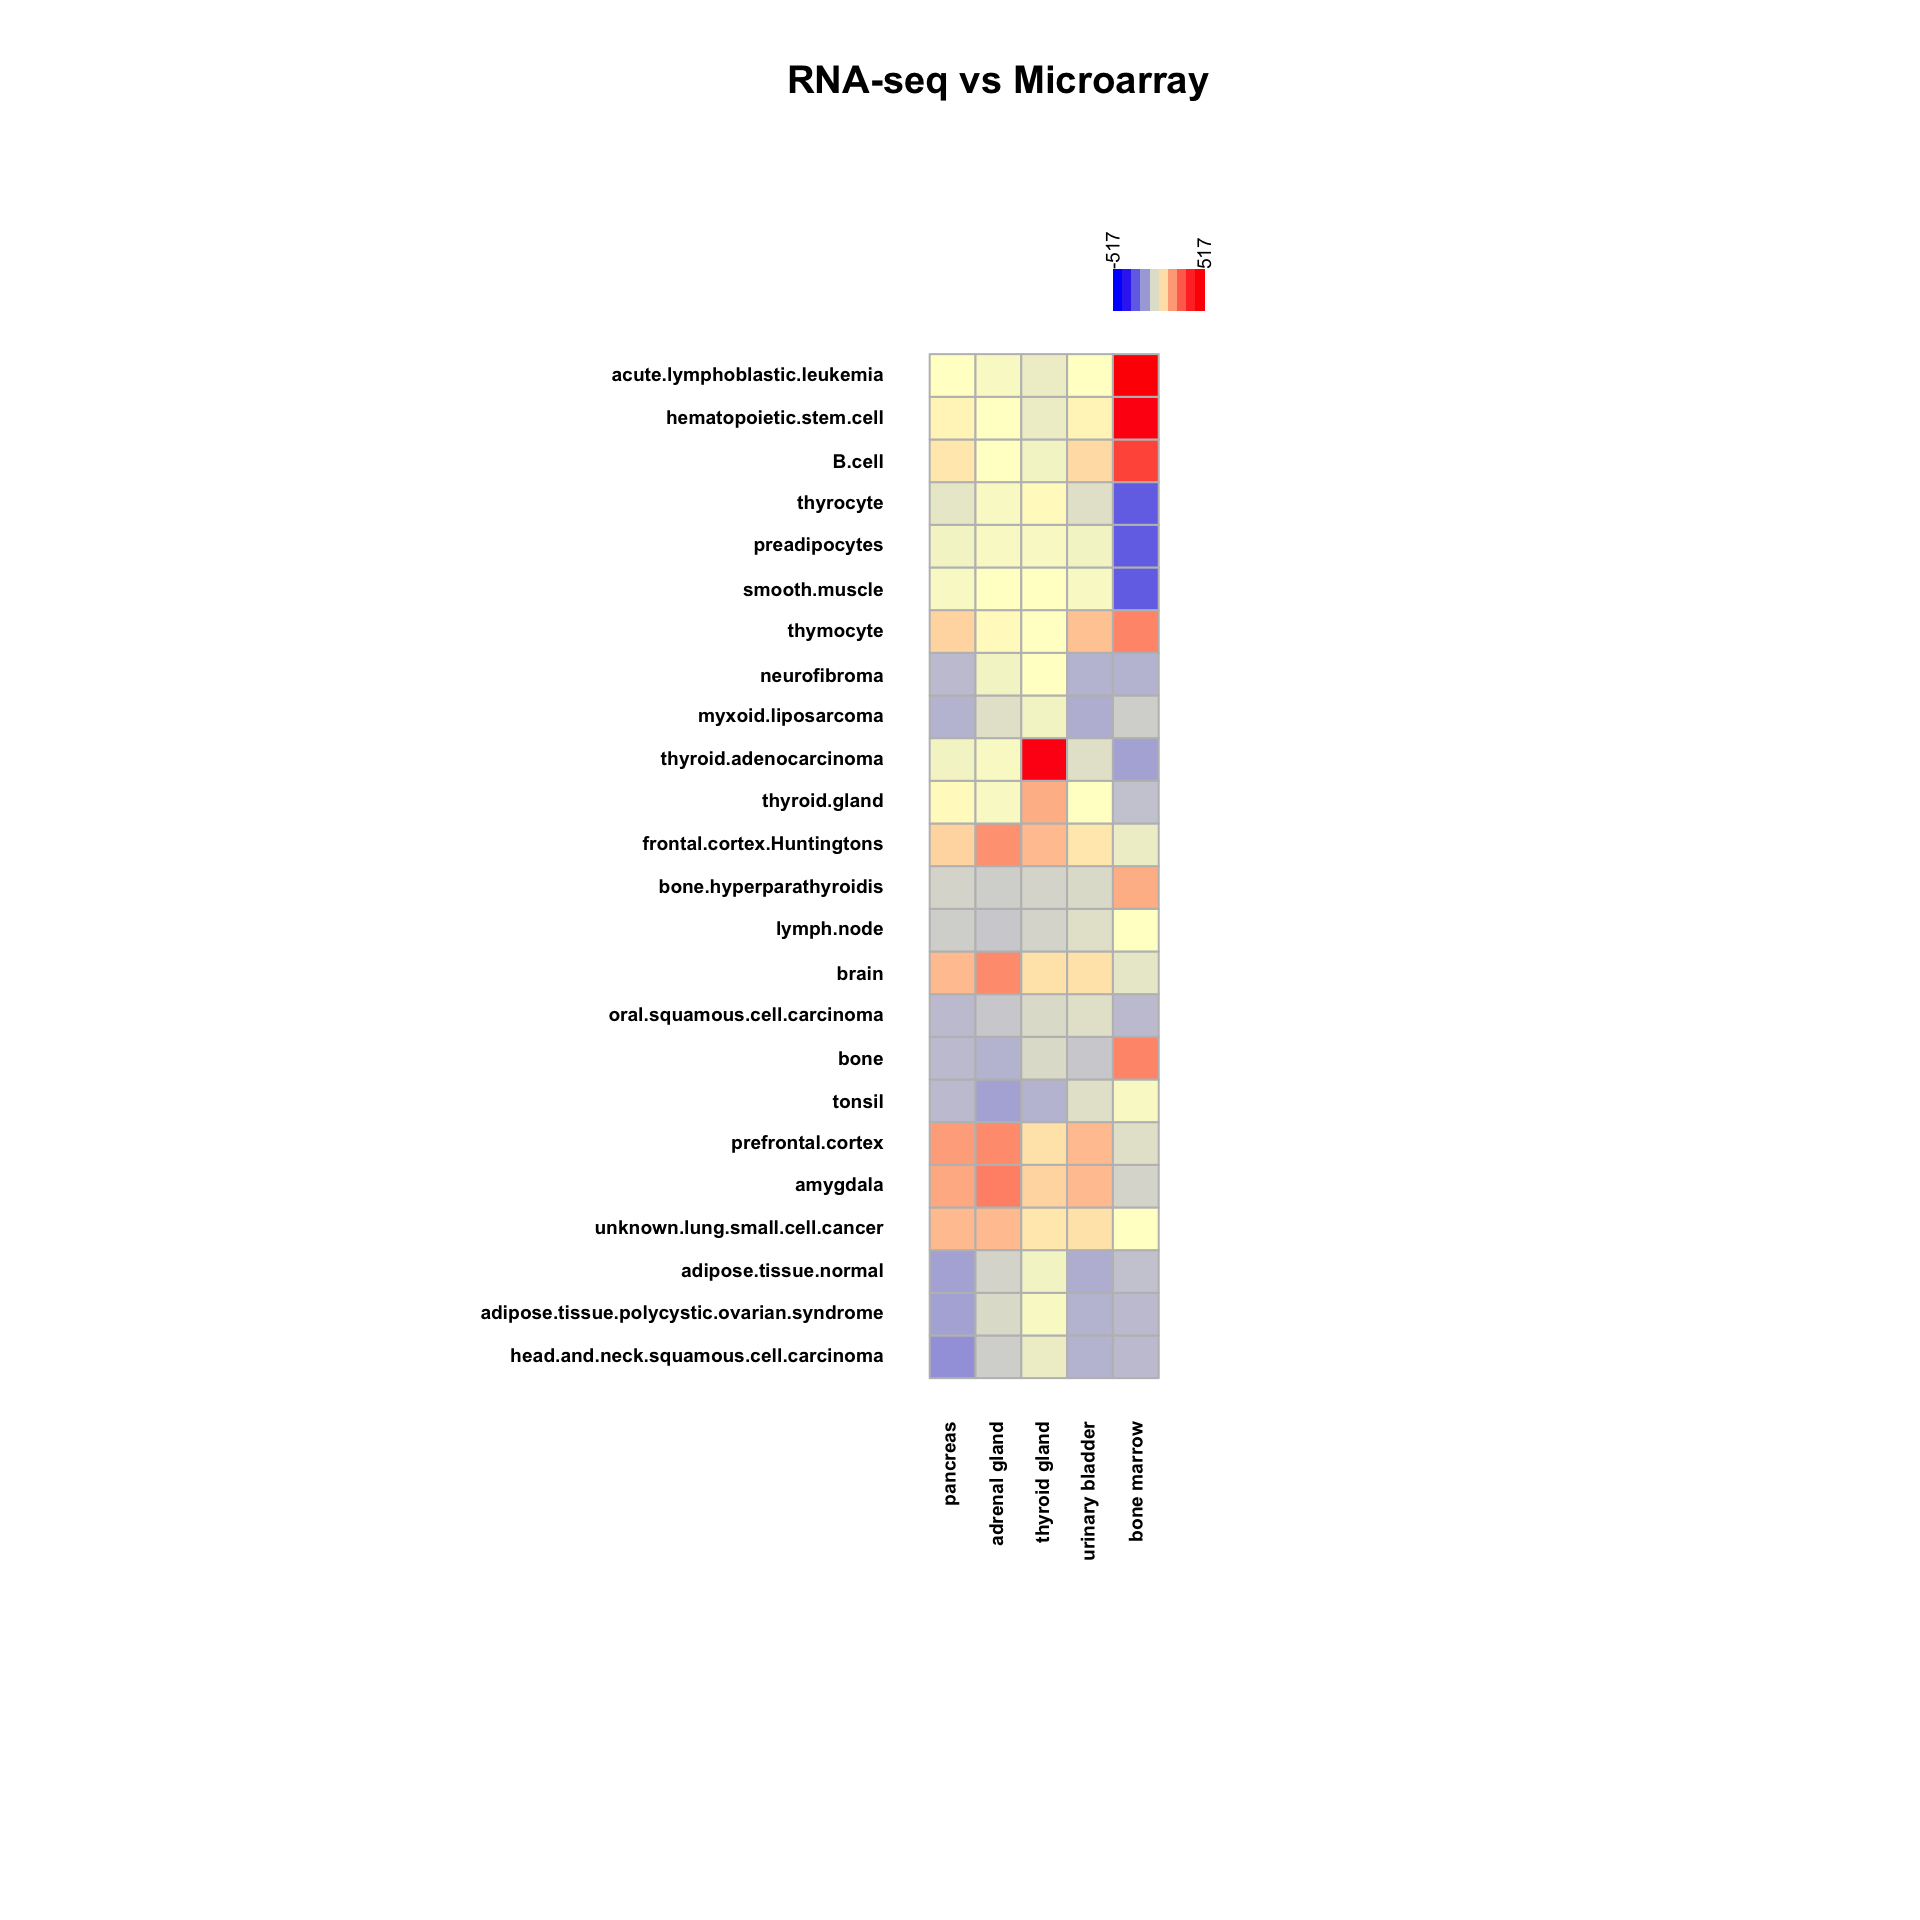 RNA-seq vs Microarray
-517
517
acute.lymphoblastic.leukemia
hematopoietic.stem.cell
B.cell
thyrocyte
preadipocytes
smooth.muscle
thymocyte
neurofibroma
myxoid.liposarcoma
thyroid.adenocarcinoma
thyroid.gland
frontal.cortex.Huntingtons
bone.hyperparathyroidis
lymph.node
brain
oral.squamous.cell.carcinoma
bone
tonsil
prefrontal.cortex
amygdala
unknown.lung.small.cell.cancer
adipose.tissue.normal
adipose.tissue.polycystic.ovarian.syndrome
head.and.neck.squamous.cell.carcinoma
pancreas
adrenal gland
thyroid gland
urinary bladder
bone marrow